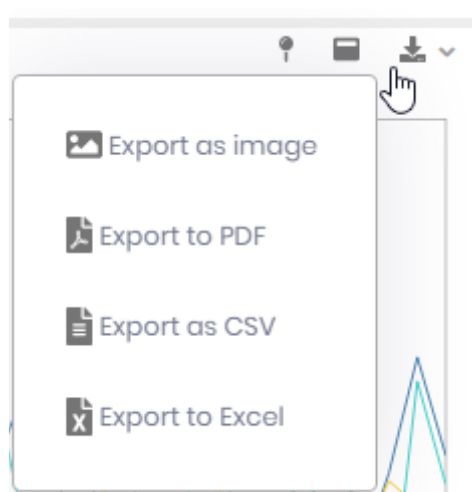 Export as image
Export to PDF
Export as CSV
Export to Excel